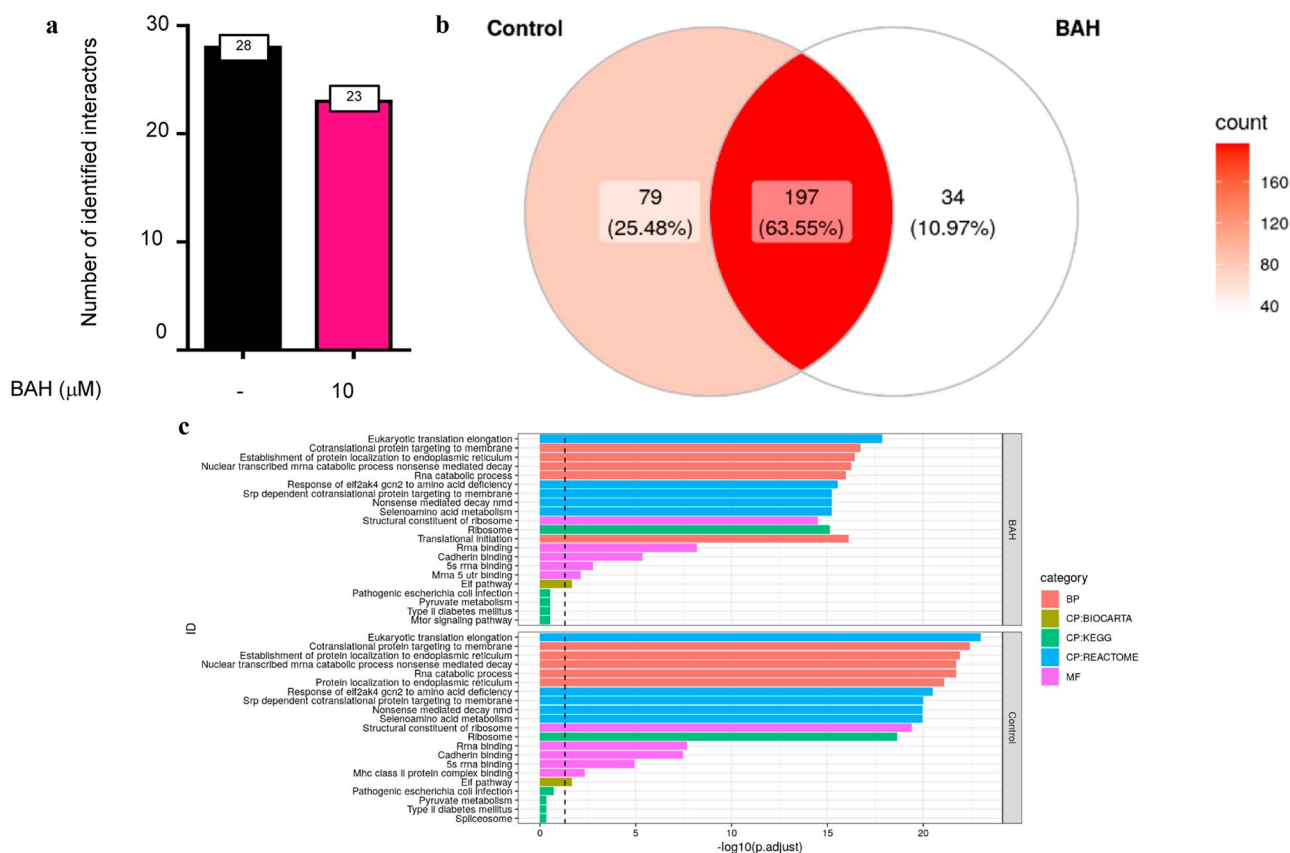 a
Number of identified interactors
30
20
10
0
28
23
BAH (μM)
-
10
b
Control
BAH
79
(25.48%)
197
(63.55%)
34
(10.97%)
count
160
120
80
40
c
ID
Eukaryotic translation elongation
Cotranslational protein targeting to membrane
Establishment of protein localization to endoplasmic reticulum
Nuclear transcribed mrna catabolic process nonsense mediated decay
Rna catabolic process
Response of eif2ak4 gcn2 to amino acid deficiency
Srp dependent cotranslational protein targeting to membrane
Nonsense mediated decay nmd
Selenoamino acid metabolism
Structural constituent of ribosome
Ribosome
Translational initiation
Rrna binding
Cadherin binding
5s rrna binding
Mrna 5 utr binding
Eif pathway
Pathogenic escherichia coli infection
Pyruvate metabolism
Type ii diabetes mellitus
Mtor signaling pathway
BAH
Eukaryotic translation elongation
Cotranslational protein targeting to membrane
Establishment of protein localization to endoplasmic reticulum
Nuclear transcribed mrna catabolic process nonsense mediated decay
Rna catabolic process
Protein localization to endoplasmic reticulum
Response of eif2ak4 gcn2 to amino acid deficiency
Srp dependent cotranslational protein targeting to membrane
Nonsense mediated decay nmd
Selenoamino acid metabolism
Structural constituent of ribosome
Ribosome
Rrna binding
Cadherin binding
5s rrna binding
Mhc class ii protein complex binding
Eif pathway
Pathogenic escherichia coli infection
Pyruvate metabolism
Type ii diabetes mellitus
Spliceosome
Control
0
5
10
15
20
-log10(p.adjust)
category
BP
CP:BIOCARTA
CP:KEGG
CP:REACTOME
MF